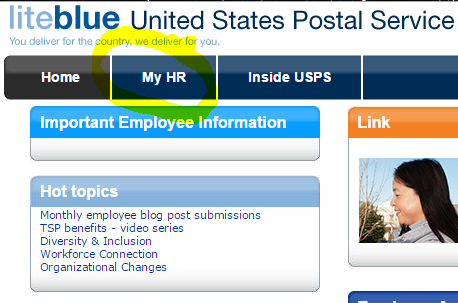 liteblue United States Postal Service
You deliver for the country, we deliver for you.
Home My HR Inside USPS
Important Employee Information
Link
Hot topics
Monthly employee blog post submissions
TSP benefits - video series
Diversity & Inclusion
Workforce Connection
Organizational Changes